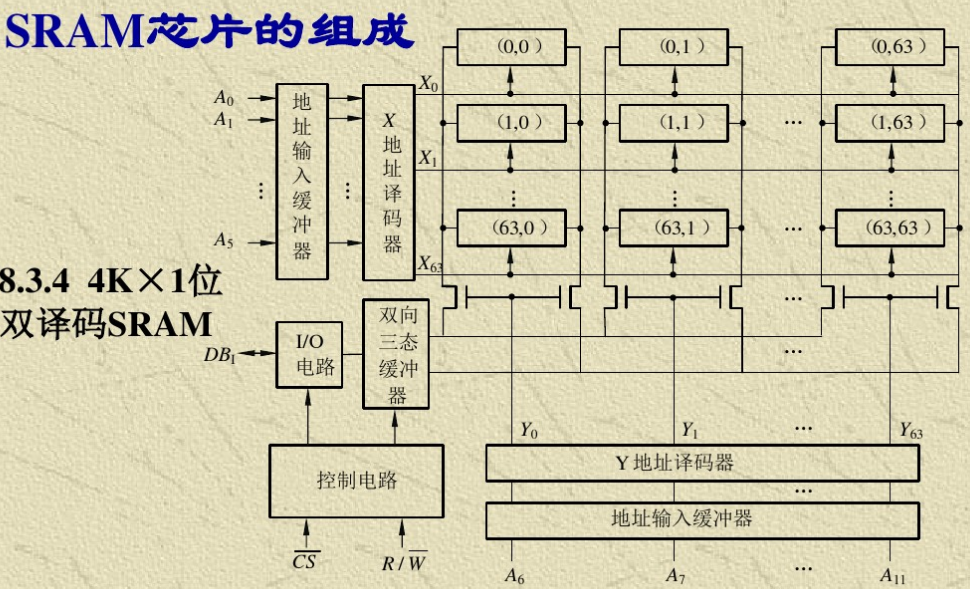 SRAM芯片的组成
(0,0 )
(0,1 )
(0,63 )
X0
A0
A1
地址输入缓冲器
X地址译码器
(1,0 )
(1,1 )
…
(1,63 )
X1
⋮
⋮
⋮
⋮
⋮
A5
(63,0 )
(63,1 )
…
(63,63 )
X63
8.3.4 4K×1位
双译码SRAM
…
DB1
I/O
电路
双向
三态
缓冲
器
…
Y0
Y1
…
Y63
控制电路
Y 地址译码器
…
地址输入缓冲器
C̅S̅
R / W̅
A6
A7
…
A11